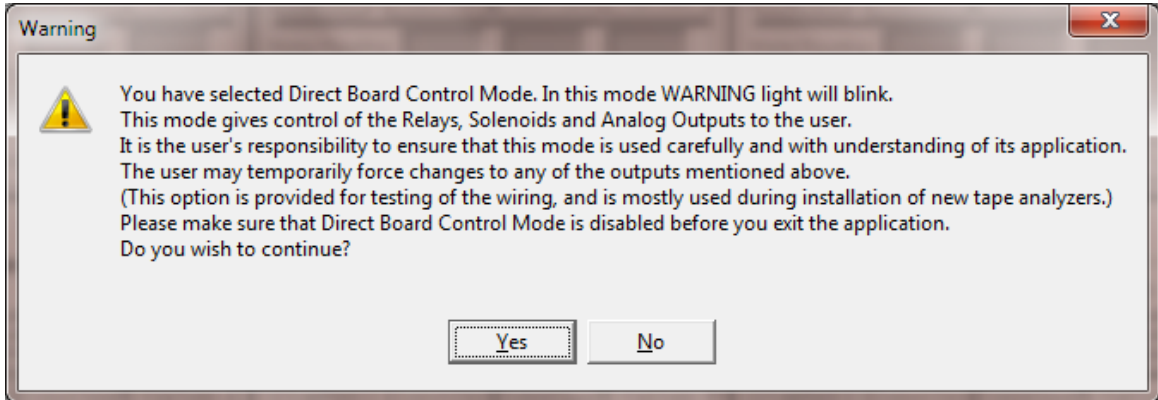 Warning
You have selected Direct Board Control Mode. In this mode WARNING light will blink.
This mode gives control of the Relays, Solenoids and Analog Outputs to the user.
It is the user's responsibility to ensure that this mode is used carefully and with understanding of its application.
The user may temporarily force changes to any of the outputs mentioned above.
(This option is provided for testing of the wiring, and is mostly used during installation of new tape analyzers.)
Please make sure that Direct Board Control Mode is disabled before you exit the application.
Do you wish to continue?
Yes No